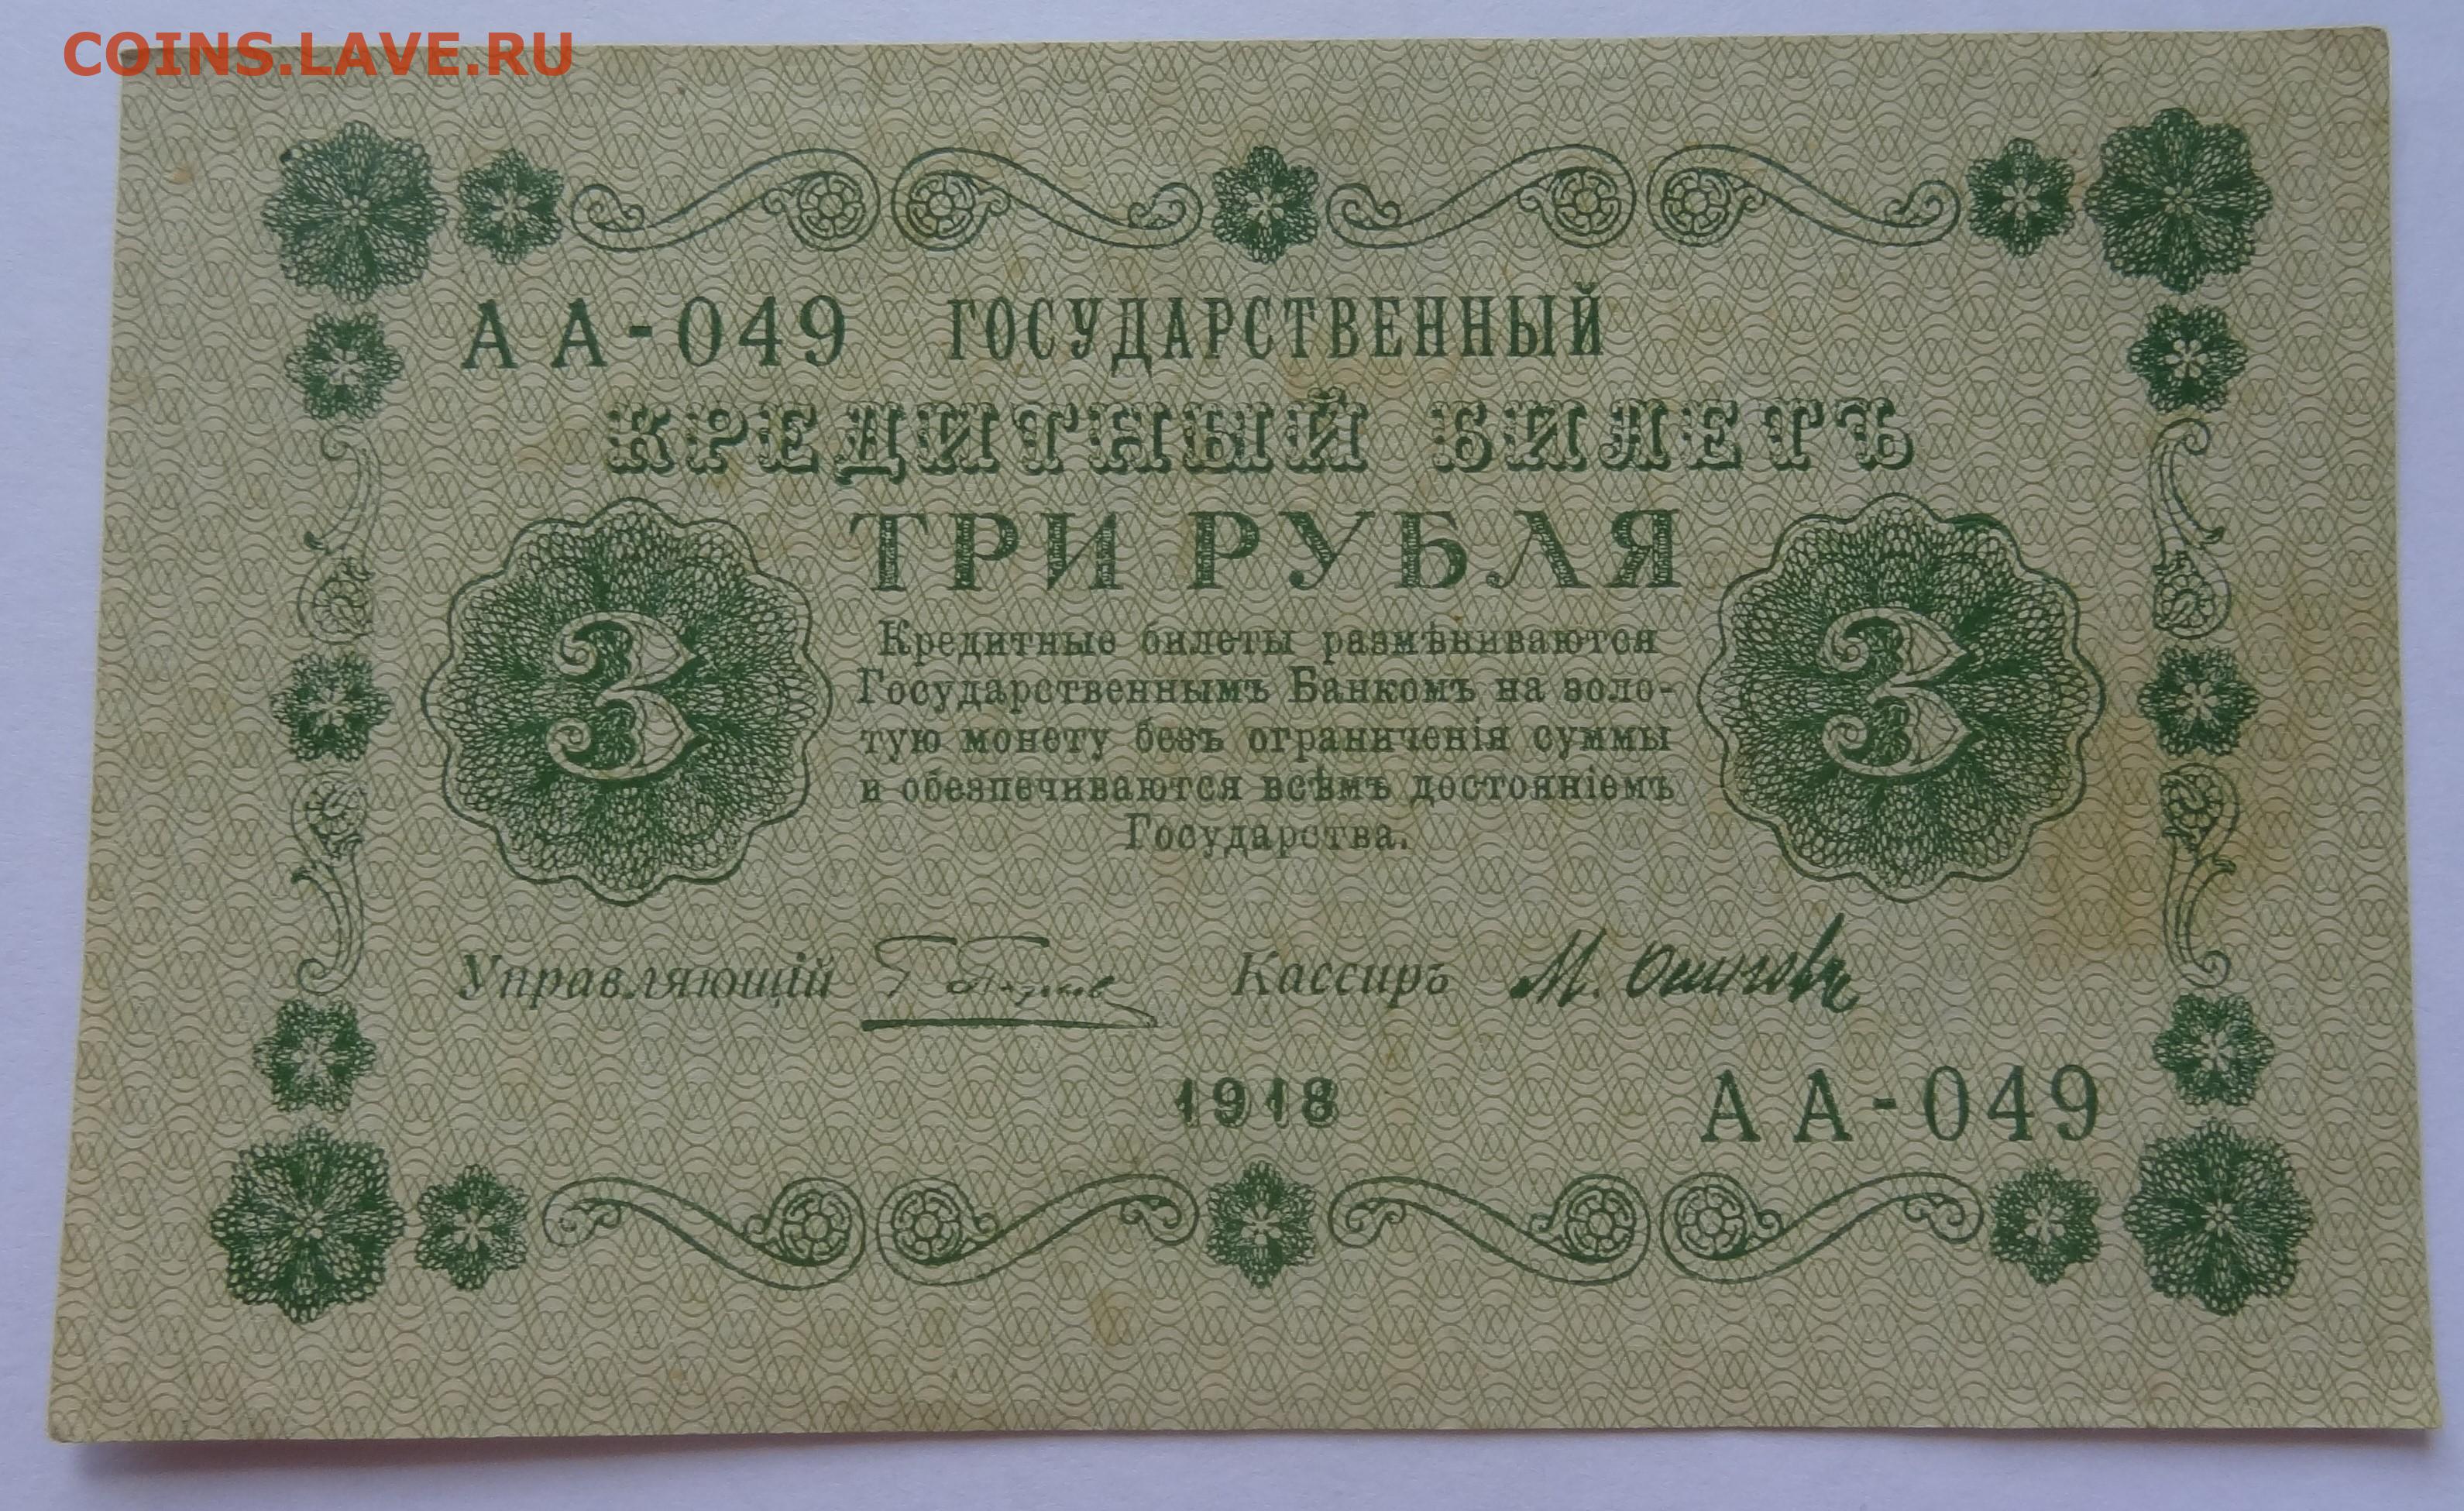 COINS.LAVE.RU
АА-049 ГОСУДАРСТВЕННЫЙ
КРЕДИТНЫЙ БИЛЕТЪ
ТРИ РУБЛЯ
3 3
Кредитные билеты размѣниваются
Государственнымъ Банкомъ на золо-
тую монету безъ ограниченія суммы
и обезпечиваются всѣмъ достояніемъ
Государства.
Управляющій Кассиръ М. Осиповъ
1918
АА-049